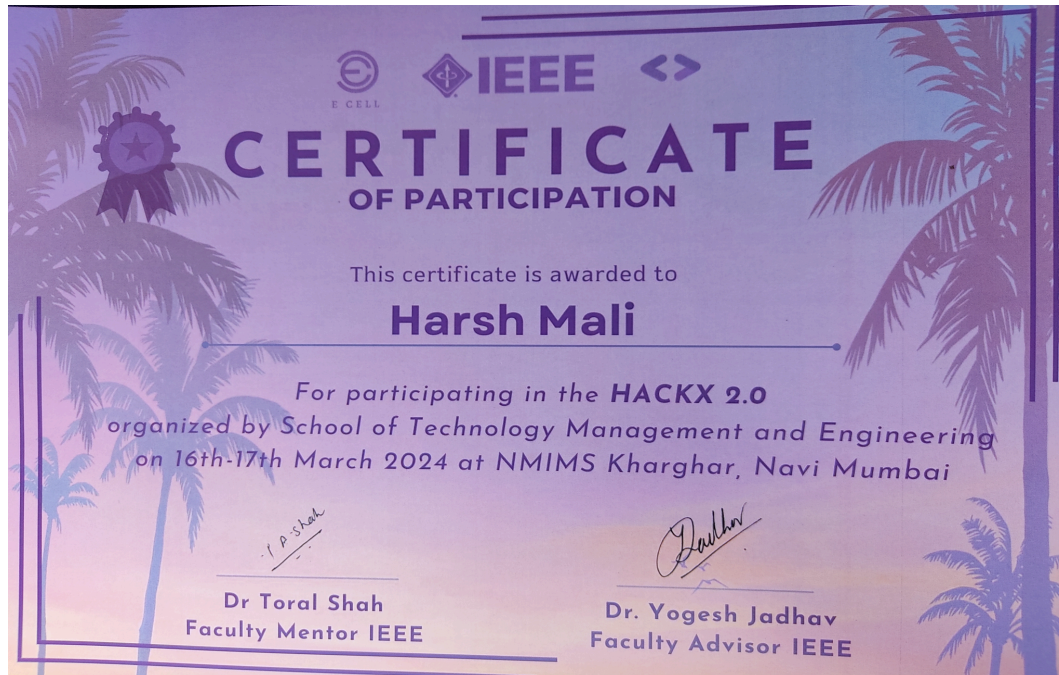 E CELL
IEEE
<>
CERTIFICATE
OF PARTICIPATION
This certificate is awarded to
Harsh Mali
For participating in the HACKX 2.0
organized by School of Technology Management and Engineering
on 16th-17th March 2024 at NMIMS Kharghar, Navi Mumbai
P.Shah
Jadhav
Dr Toral Shah
Faculty Mentor IEEE
Dr. Yogesh Jadhav
Faculty Advisor IEEE